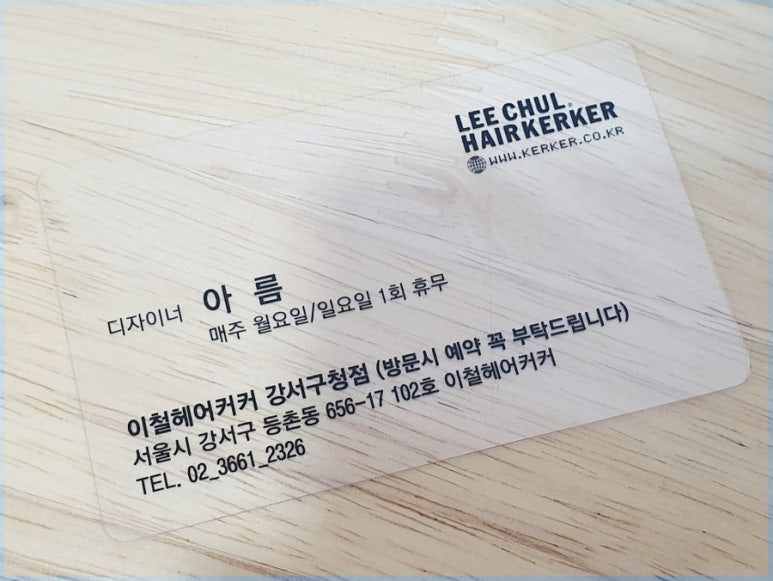 LEE CHUL
HAIRKERKER
WWW.KERKER.CO.KR
디자이너 아 름
매주 월요일/일요일 1회 휴무
이철헤어커커 강서구청점 (방문시 예약 꼭 부탁드립니다)
서울시 강서구 등촌동 656-17 102호 이철헤어커커
TEL. 02_3661_2326